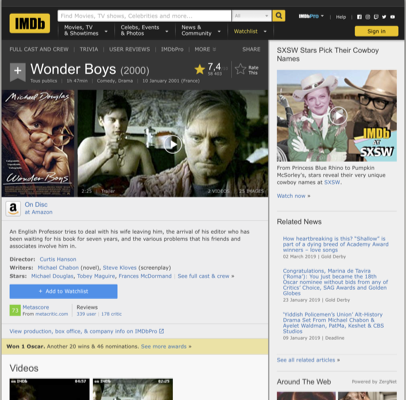 IMDb
Find Movies, TV shows, Celebrities and more...
All
IMDbPro
Help
Movies, TV & Showtimes
Celebs, Events & Photos
News & Community
Watchlist
Sign in
FULL CAST AND CREW | TRIVIA | USER REVIEWS | IMDbPro | MORE
SHARE
+
Wonder Boys (2000)
Tous publics | 1h 47min | Comedy, Drama | 10 January 2001 (France)
7,4
Rate This
Michael Douglas
Wonder Boys
2:23 | Trailer
2 VIDEOS
IMAGES
a
On Disc
at Amazon
An English Professor tries to deal with his wife leaving him, the arrival of his editor who has
been waiting for his book for seven years, and the various problems that his friends and
associates involve him in.
Director: Curtis Hanson
Writers: Michael Chabon (novel), Steve Kloves (screenplay)
Stars: Michael Douglas, Tobey Maguire, Frances McDormand | See full cast & crew »
+ Add to Watchlist
73
Metascore
From metacritic.com
Reviews
339 user | 178 critic
View production, box office, & company info on IMDbPro
Won 1 Oscar. Another 20 wins & 46 nominations. See more awards »
Videos
SXSW Stars Pick Their Cowboy
Names
IMDb
AT
SXSW
From Princess Blue Rhino to Pumpkin
McSorley's, stars reveal their very
unique cowboy names at SXSW.
Watch now »
Related News
How heartbreaking is this? "Shallow" is
part of a dying breed of Academy Award
winners – love songs
02 March 2019 | Gold Derby
Congratulations, Marina de Tavira
('Roma'): You just became the 18th
Oscar nominee without bids from any of
Critics' Choice, SAG Awards and Golden
Globes
23 January 2019 | Gold Derby
'Yiddish Policemen's Union' Alt-History
Drama Set From Michael Chabon &
Ayelet Waldman, PatMa, Keshet & CBS
Studios
09 January 2019 | Deadline
See all related articles »
Around The Web
Powered by ZergNet